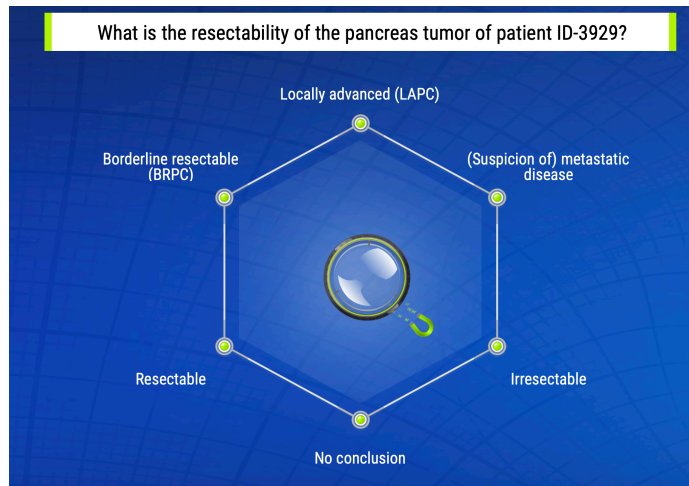 What is the resectability of the pancreas tumor of patient ID-3929?
Locally advanced (LAPC)
Borderline resectable
(BRPC)
(Suspicion of) metastatic
disease
Resectable
Irresectable
No conclusion